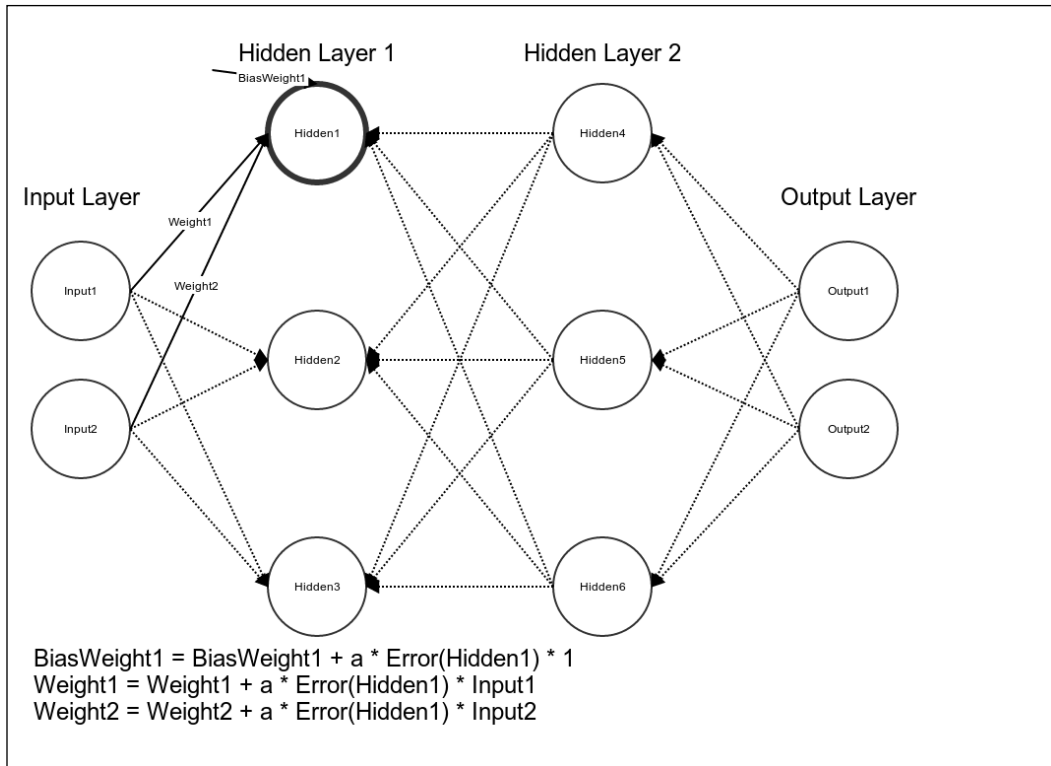 Hidden Layer 1
Hidden Layer 2
BiasWeight1
Hidden1
Hidden4
Input Layer
Output Layer
Weight1
Weight2
Input1
Output1
Hidden2
Hidden5
Input2
Output2
Hidden3
Hidden6
BiasWeight1 = BiasWeight1 + a * Error(Hidden1) * 1
Weight1 = Weight1 + a * Error(Hidden1) * Input1
Weight2 = Weight2 + a * Error(Hidden1) * Input2